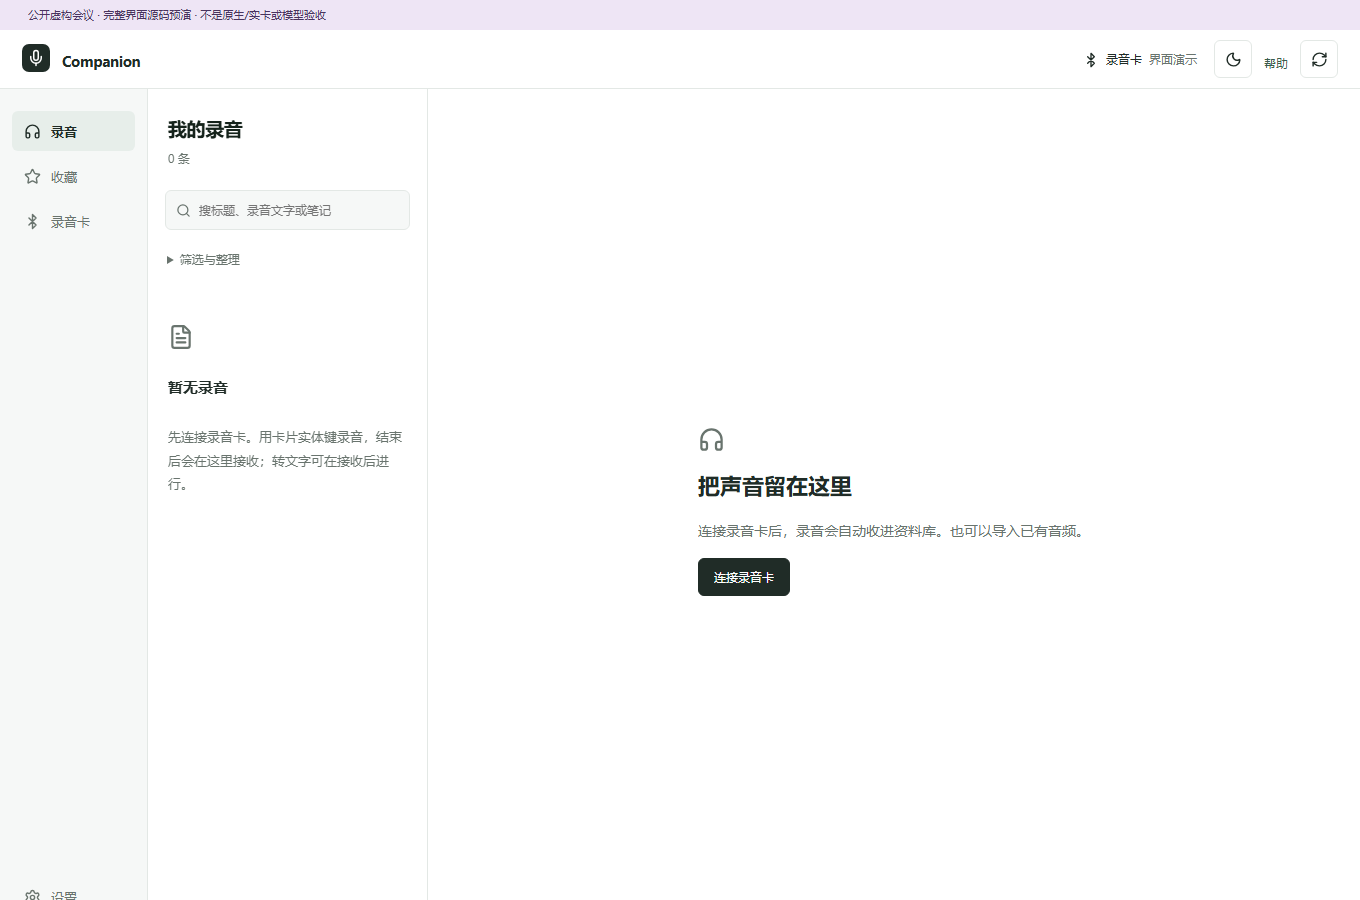 公开虚构会议 · 完整界面源码预演 · 不是原生/实卡或模型验收
Companion
录音卡 界面演示
帮助
录音
收藏
录音卡
设置
我的录音
0 条
搜标题、录音文字或笔记
筛选与整理
暂无录音
先连接录音卡。用卡片实体键录音，结束
后会在这里接收；转文字可在接收后进
行。
把声音留在这里
连接录音卡后，录音会自动收进资料库。也可以导入已有音频。
连接录音卡